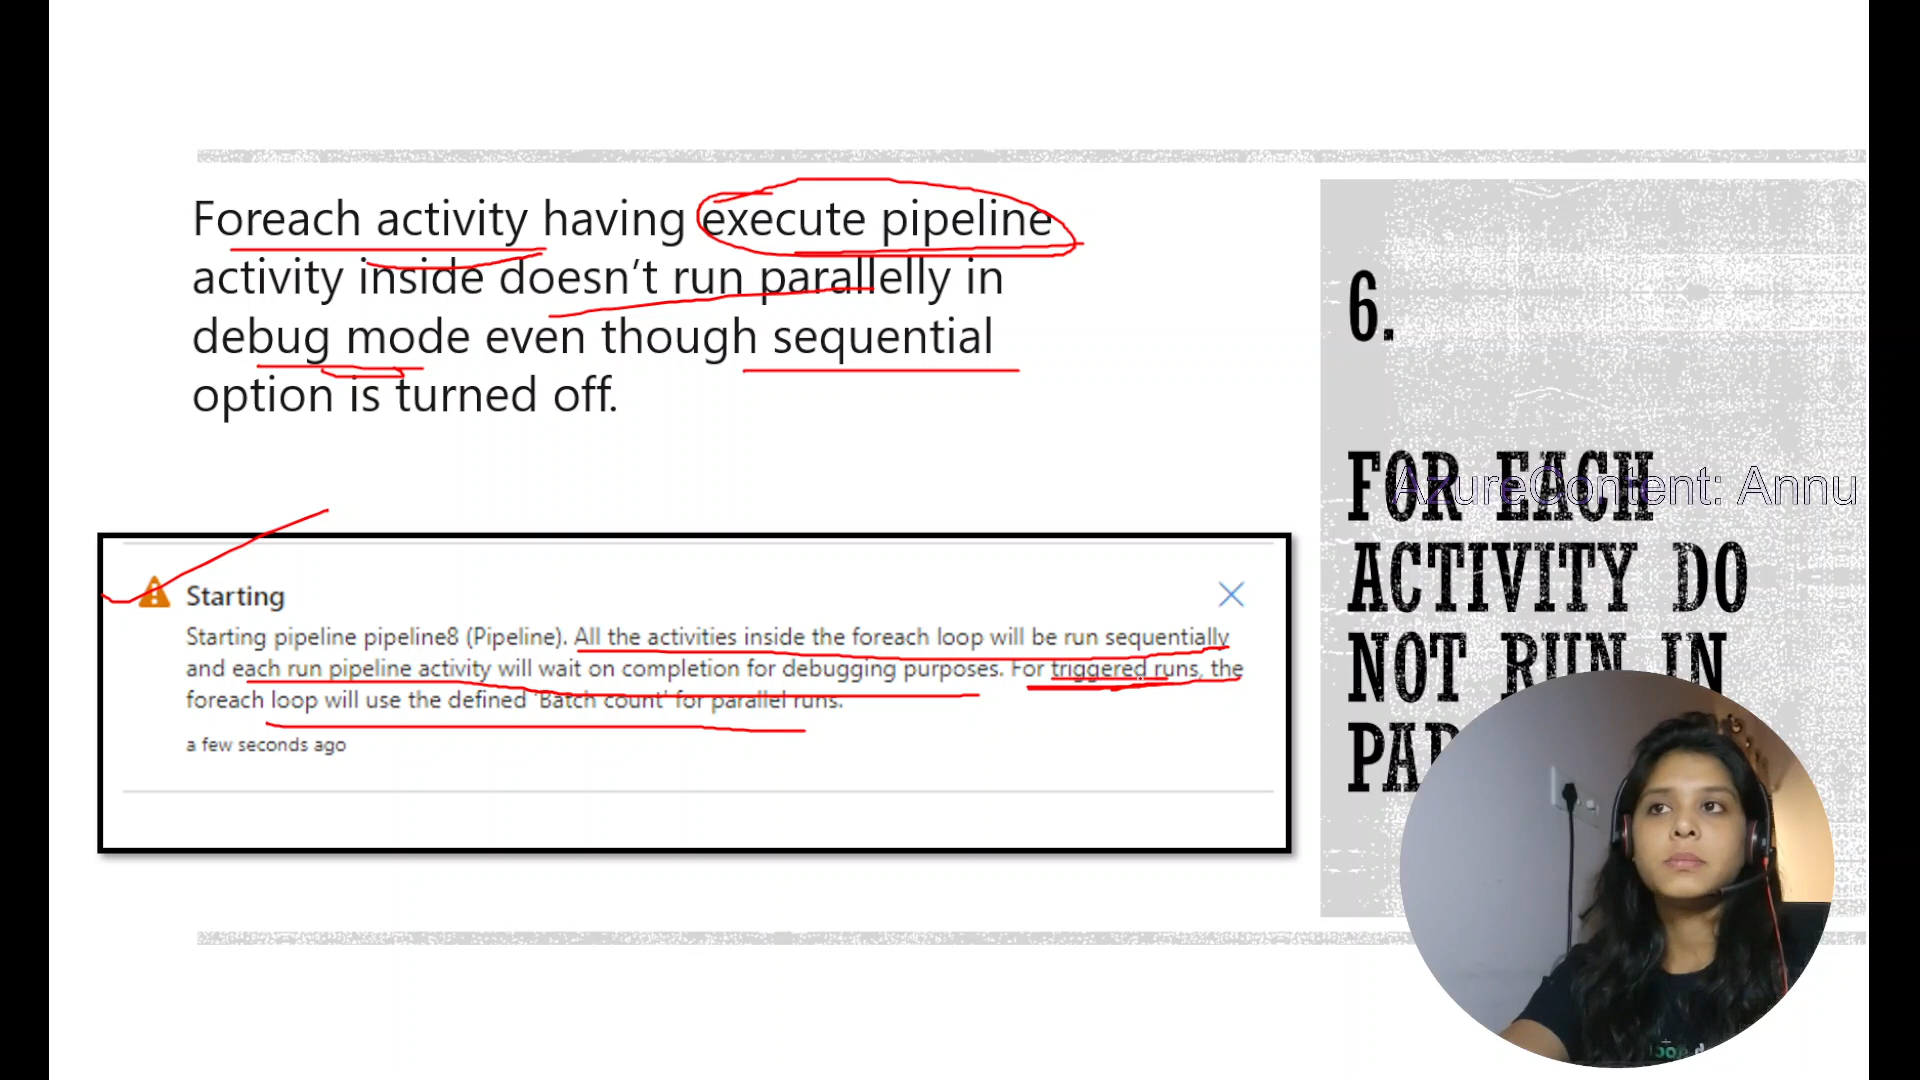 Foreach activity having execute pipeline
activity inside doesn’t run parallelly in
debug mode even though sequential
option is turned off.
Starting
Starting pipeline pipeline8 (Pipeline). All the activities inside the foreach loop will be run sequentially
and each run pipeline activity will wait on completion for debugging purposes. For triggered runs, the
foreach loop will use the defined 'Batch count' for parallel runs.
a few seconds ago
6.
FOR EACH
AzureContent: Annu
ACTIVITY DO
NOT RUN IN